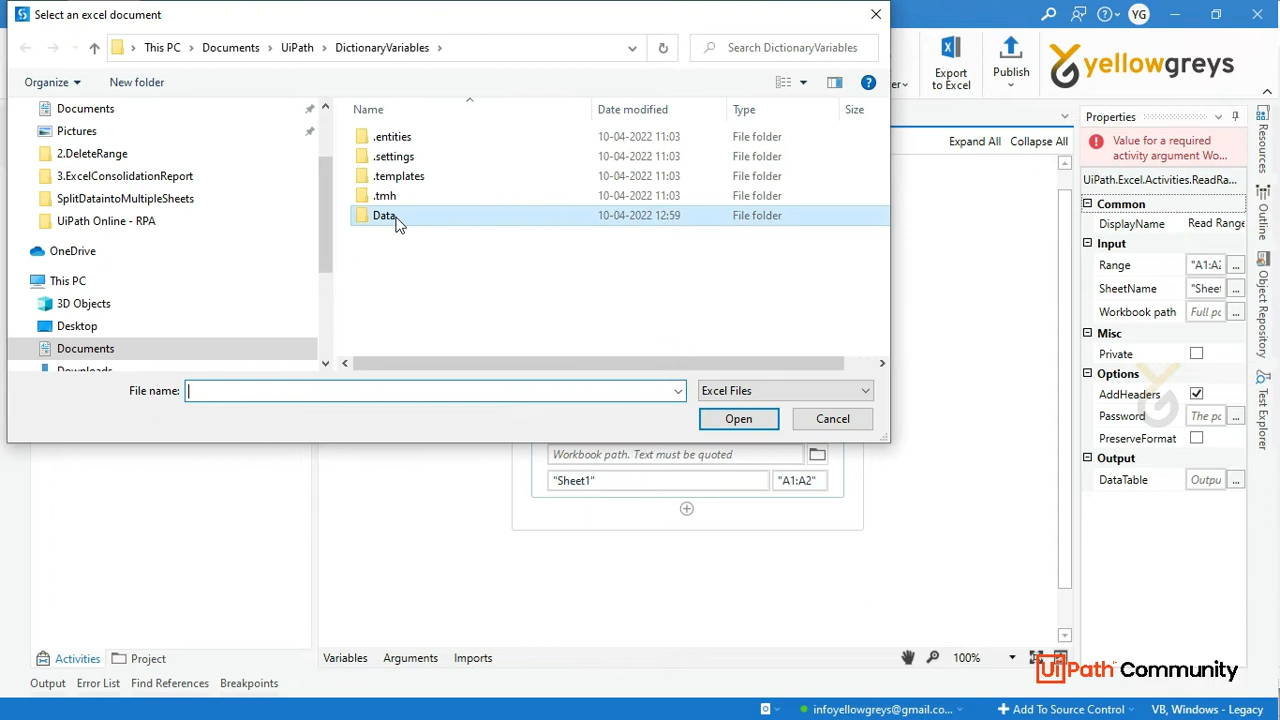 Select an excel document
YG
This PC
Documents
UiPath
DictionaryVariables
Search DictionaryVariables
Organize
New folder
Export
to Excel
Publish
yellowgreys
Documents
Pictures
2.DeleteRange
3.ExcelConsolidationReport
SplitDataintoMultipleSheets
UiPath Online - RPA
OneDrive
This PC
3D Objects
Desktop
Documents
Name
Date modified
Type
Size
.entities
10-04-2022 11:03
File folder
.settings
10-04-2022 11:03
File folder
.templates
10-04-2022 11:03
File folder
.tmh
10-04-2022 11:03
File folder
Data
10-04-2022 12:59
File folder
File name:
Excel Files
Open
Cancel
Expand All
Collapse All
Properties
Value for a required
activity argument Wo...
UiPath.Excel.Activities.ReadRa...
Common
DisplayName
Read Range
Input
Range
"A1:A2
...
SheetName
"Sheet
...
Workbook path
Full pa
...
Misc
Private
Options
AddHeaders
Password
The pa
...
PreserveFormat
Output
DataTable
Outpu
...
Resources
Outline
Object Repository
Test Explorer
Workbook path. Text must be quoted
"Sheet1"
"A1:A2"
Activities
Project
Variables
Arguments
Imports
100%
Output
Error List
Find References
Breakpoints
UiPath Community
infoyellowgreys@gmail.co...
Add To Source Control
VB, Windows - Legacy